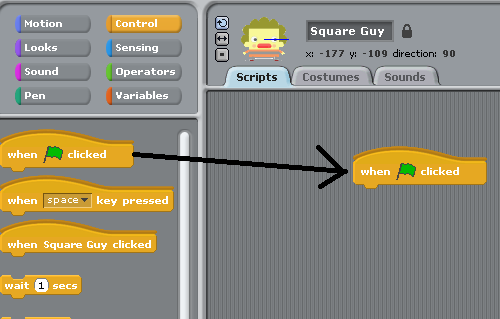 Motion Control
Looks Sensing
Sound Operators
Pen Variables
Square Guy
x: -177 y: -109 direction: 90
Scripts Costumes Sounds
when clicked
when space key pressed
when Square Guy clicked
wait 1 secs
when clicked